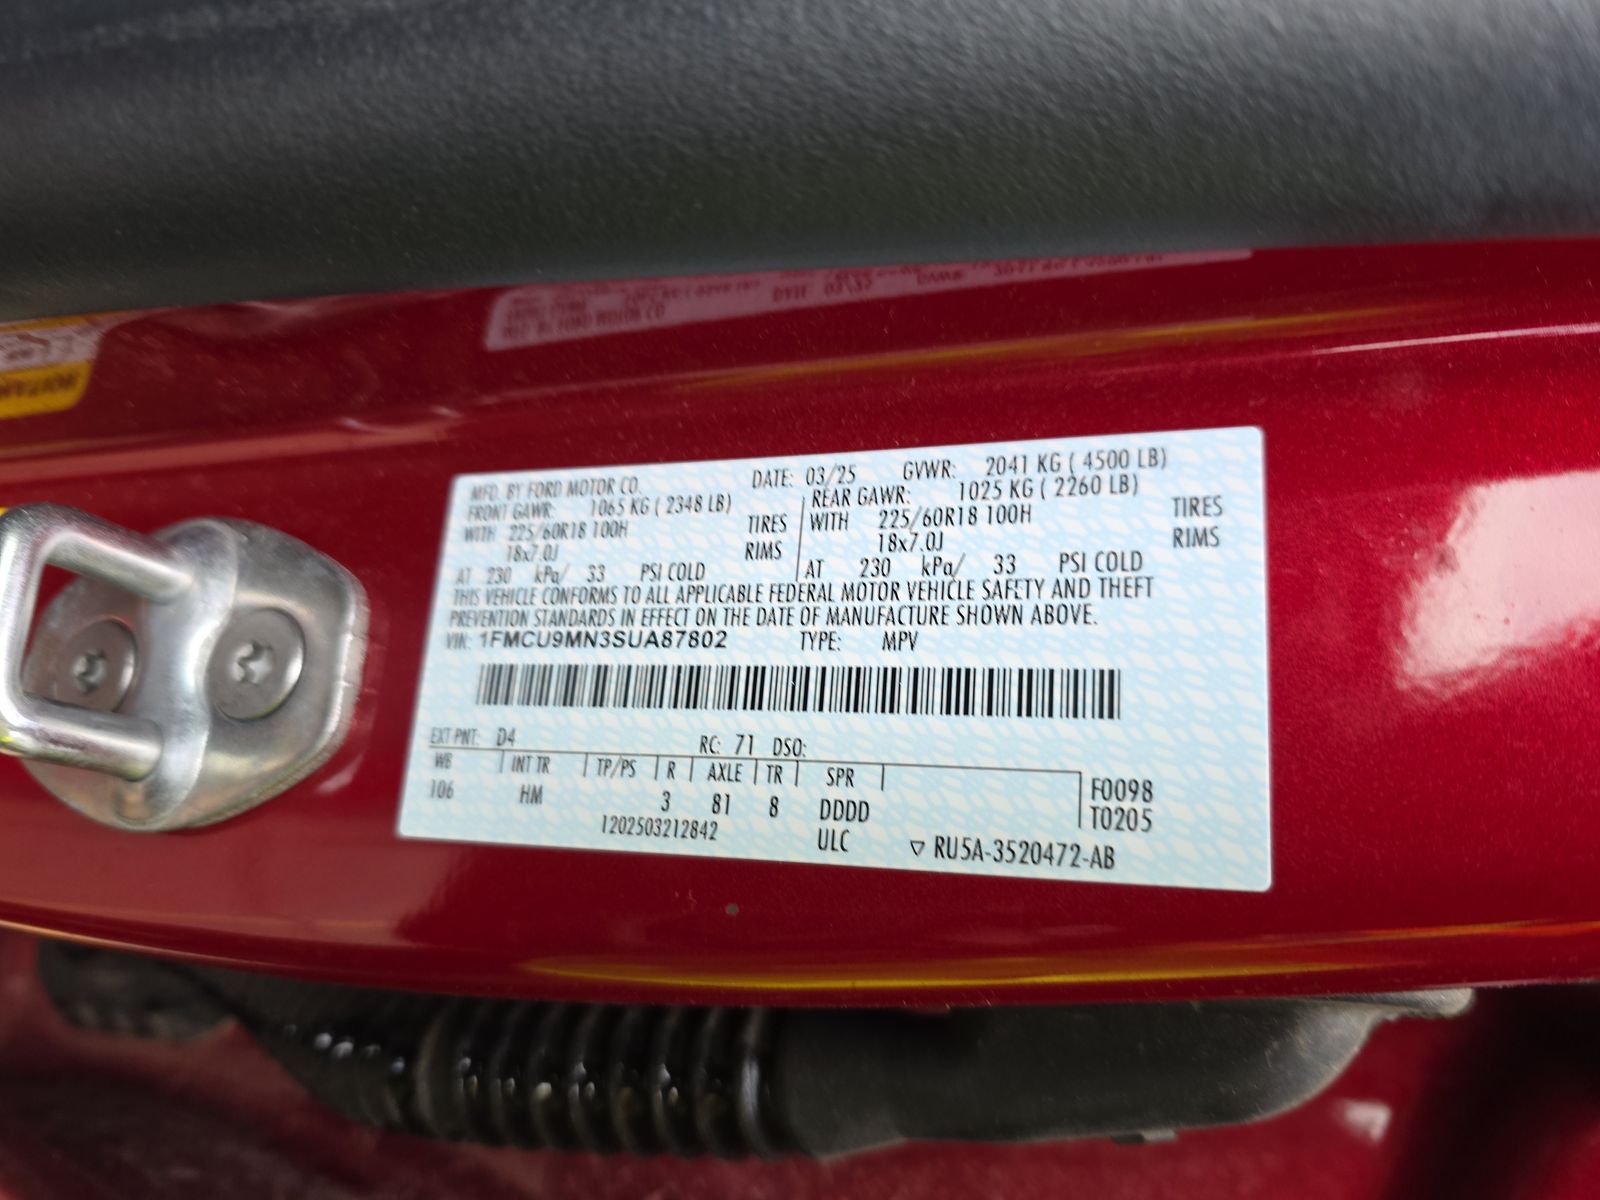 MFD. BY FORD MOTOR CO. DATE: 03/25 GVWR: 2041 KG ( 4500 LB)
FRONT GAWR: 1065 KG ( 2348 LB) REAR GAWR: 1025 KG ( 2260 LB)
WITH 225/60R18 100H TIRES WITH 225/60R18 100H TIRES
18x7.0J RIMS 18x7.0J RIMS
AT 230 kPa/ 33 PSI COLD AT 230 kPa/ 33 PSI COLD
THIS VEHICLE CONFORMS TO ALL APPLICABLE FEDERAL MOTOR VEHICLE SAFETY AND THEFT
PREVENTION STANDARDS IN EFFECT ON THE DATE OF MANUFACTURE SHOWN ABOVE.
VIN: 1FMCU9MN3SUA87802 TYPE: MPV
EXT PNT: D4 RC: 71 DSO:
WB INT TR TP/PS R AXLE TR SPR F0098
106 HM 3 81 8 DDDD T0205
1202503212842 ULC ▽ RU5A-3520472-AB